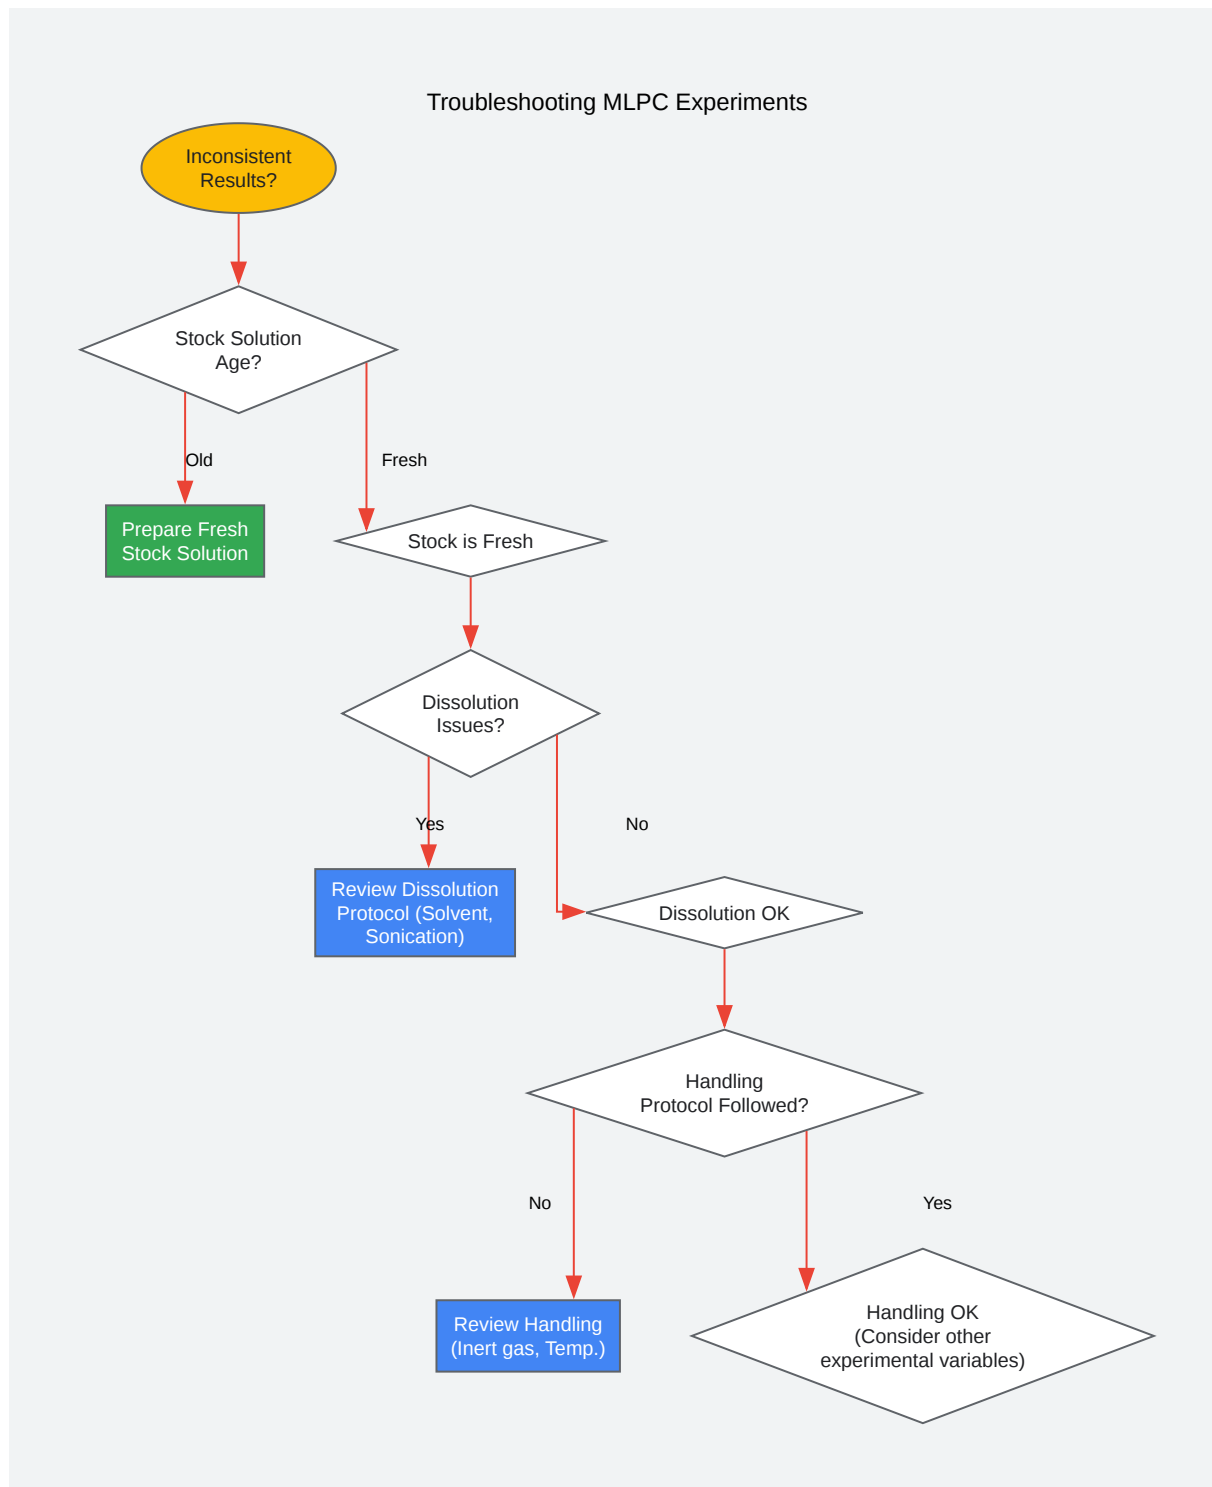 Troubleshooting MLPC Experiments
Inconsistent
Results?
Stock Solution
Age?
Old
Fresh
Prepare Fresh
Stock Solution
Stock is Fresh
Dissolution
Issues?
Yes
No
Review Dissolution
Protocol (Solvent,
Sonication)
Dissolution OK
Handling
Protocol Followed?
No
Yes
Review Handling
(Inert gas, Temp.)
Handling OK
(Consider other
experimental variables)